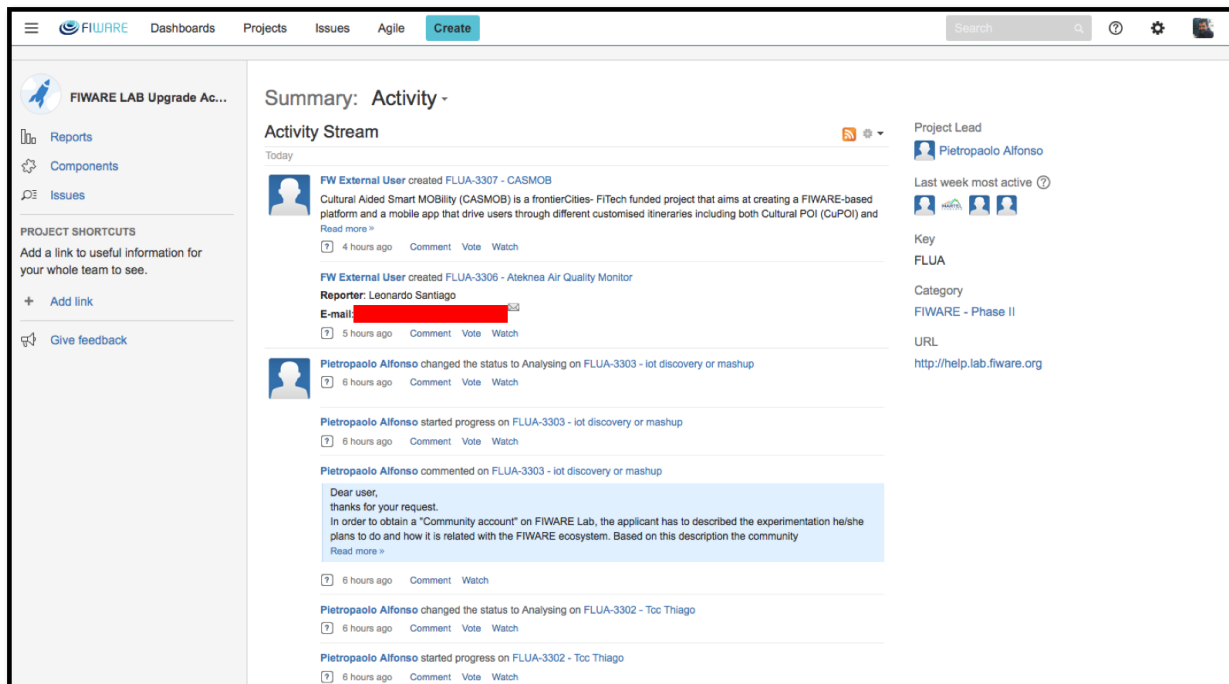 FIWARE Dashboards Projects Issues Agile Create Search
FIWARE LAB Upgrade Ac...
Reports
Components
Issues
PROJECT SHORTCUTS
Add a link to useful information for
your whole team to see.
+ Add link
Give feedback
Summary: Activity
Activity Stream
Today
FW External User created FLUA-3307 - CASMOB
Cultural Aided Smart MOBility (CASMOB) is a frontierCities- FiTech funded project that aims at creating a FIWARE-based
platform and a mobile app that drive users through different customised itineraries including both Cultural POI (CuPOI) and
Read more »
4 hours ago Comment Vote Watch
FW External User created FLUA-3306 - Ateknea Air Quality Monitor
Reporter: Leonardo Santiago
E-mail:
5 hours ago Comment Vote Watch
Pietropaolo Alfonso changed the status to Analysing on FLUA-3303 - iot discovery or mashup
6 hours ago Comment Vote Watch
Pietropaolo Alfonso started progress on FLUA-3303 - iot discovery or mashup
6 hours ago Comment Vote Watch
Pietropaolo Alfonso commented on FLUA-3303 - iot discovery or mashup
Dear user,
thanks for your request.
In order to obtain a "Community account" on FIWARE Lab, the applicant has to described the experimentation he/she
plans to do and how it is related with the FIWARE ecosystem. Based on this description the community
Read more »
6 hours ago Comment Watch
Pietropaolo Alfonso changed the status to Analysing on FLUA-3302 - Tcc Thiago
6 hours ago Comment Vote Watch
Pietropaolo Alfonso started progress on FLUA-3302 - Tcc Thiago
6 hours ago Comment Vote Watch
Project Lead
Pietropaolo Alfonso
Last week most active
MARTEL
Key
FLUA
Category
FIWARE - Phase II
URL
http://help.lab.fiware.org